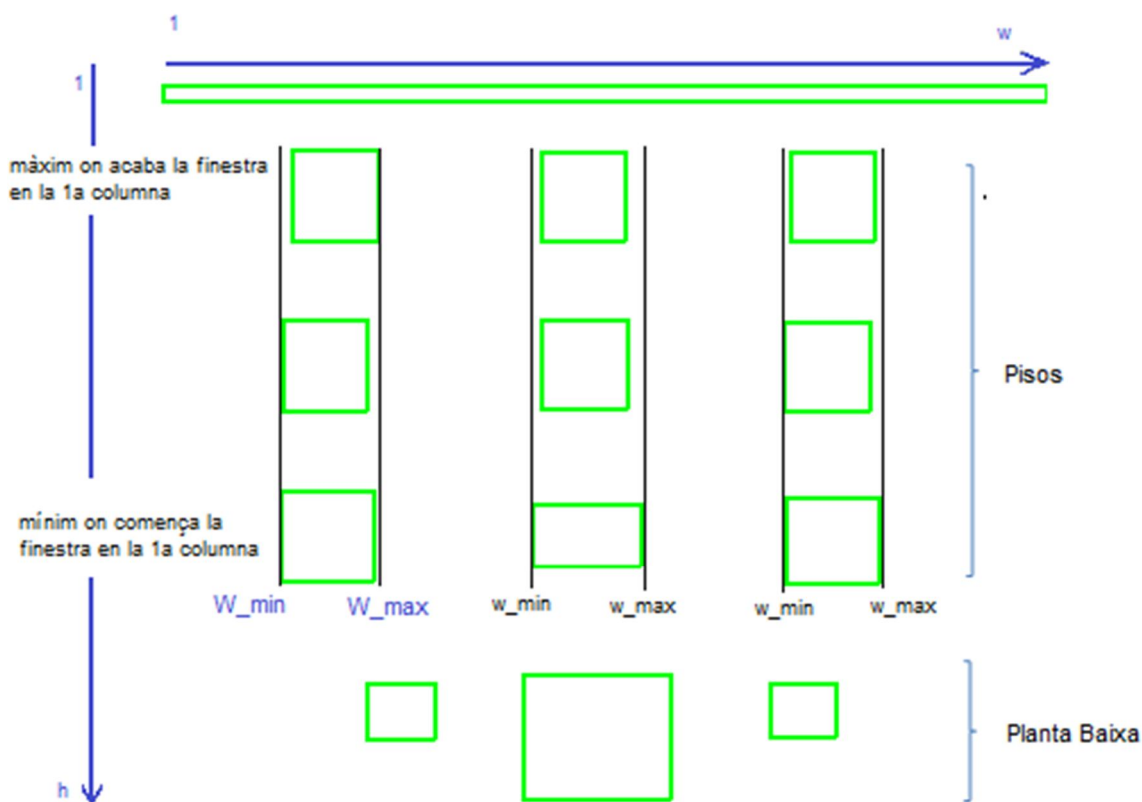 1
w
1
màxim on acaba la finestra
en la 1a columna
Pisos
mínim on comença la
finestra en la 1a columna
W_min
W_max
w_min
w_max
w_min
w_max
Planta Baixa
h